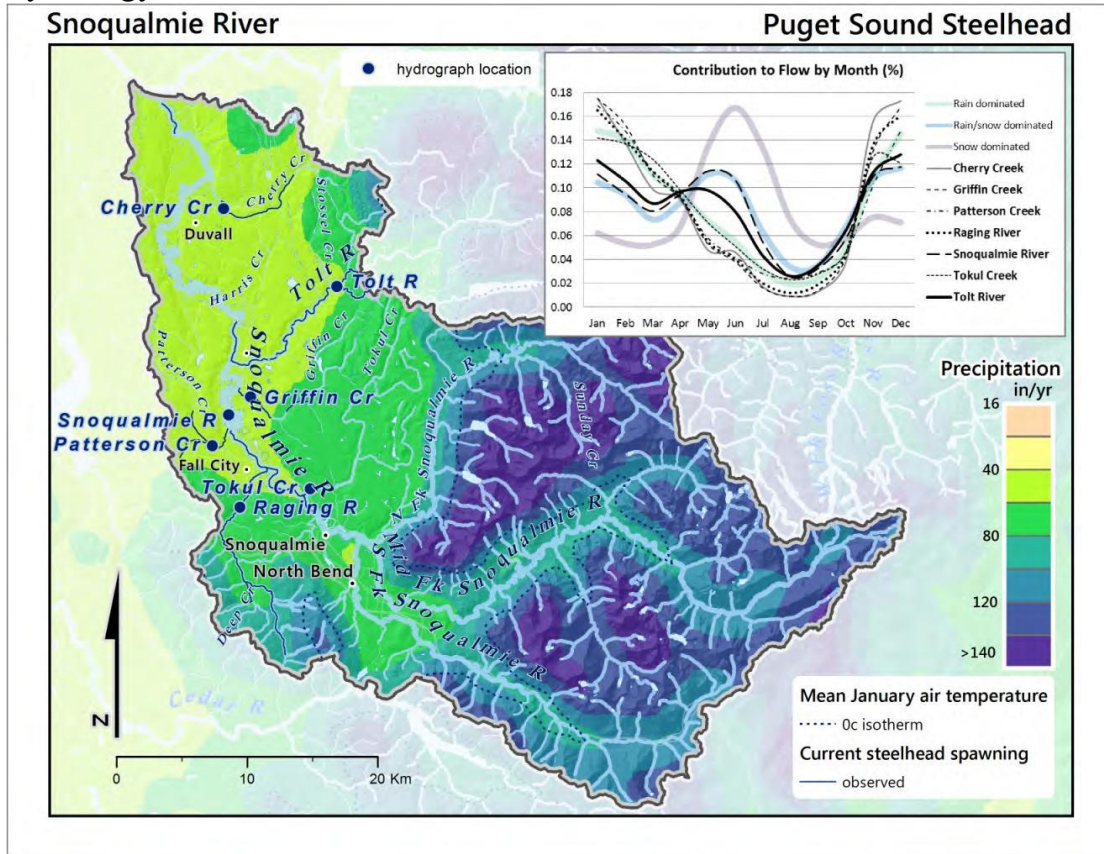 Snoqualmie River
Puget Sound Steelhead
hydrograph location
Contribution to Flow by Month (%)
0.18
0.16
0.14
0.12
0.10
0.08
0.06
0.04
0.02
0.00
Jan Feb Mar Apr May Jun Jul Aug Sep Oct Nov Dec
Rain dominated
Rain/snow dominated
Snow dominated
Cherry Creek
Griffin Creek
Patterson Creek
Raging River
Snoqualmie River
Tokul Creek
Tolt River
Cherry Cr
Cherry Cr
Duvall
Stossel Cr
Harris Cr
Tolt R
Tolt R
Griffin Cr
Tokul Cr
Patterson Cr
Snoqualmie R
Griffin Cr
Snoqualmie R
Patterson Cr
Fall City
Tokul Cr
Raging R
Snoqualmie
North Bend
N Fk Snoqualmie R
Sunday Cr
Mid Fk Snoqualmie R
S Fk Snoqualmie R
Deep Cr
Cedar R
Precipitation
in/yr
16
40
80
120
>140
N
0 10 20 Km
Mean January air temperature
0c isotherm
Current steelhead spawning
observed